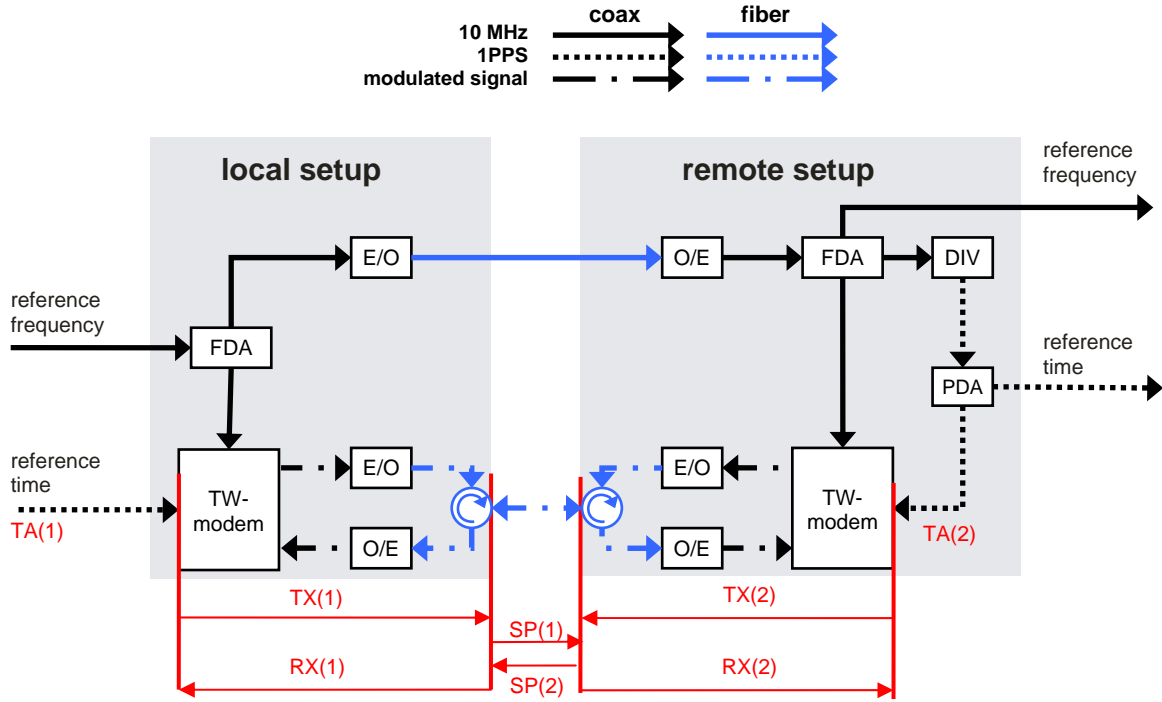 coax fiber
10 MHz
1PPS
modulated signal
local setup
remote setup
reference
frequency
E/O
O/E
FDA
DIV
reference
frequency
FDA
reference
time
PDA
reference
time
TA(1)
TW-
modem
E/O
O/E
E/O
O/E
TW-
modem
TA(2)
TX(1)
TX(2)
SP(1)
RX(1)
SP(2)
RX(2)